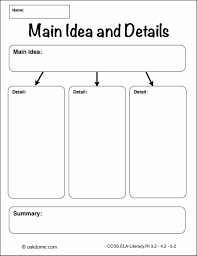 Name:
Main Idea and Details
Main Idea:
Detail: Detail: Detail:
Summary:
© oakdome.com CCSS.ELA-Literacy RI 3.2 - 4.2 - 5.2